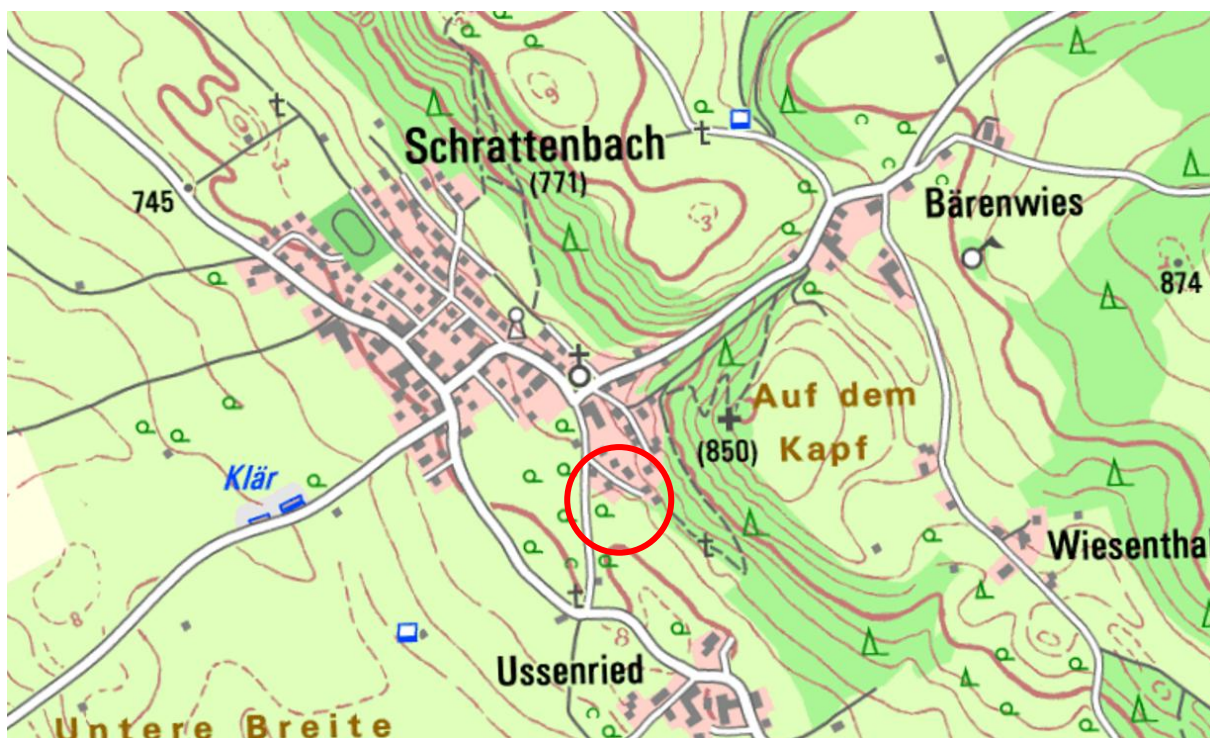 Schrattenbach
(771)
745
Bärenwies
874
Auf dem
Kapf
(850)
Klär
Wiesenthal
Ussenried
Untere Breite